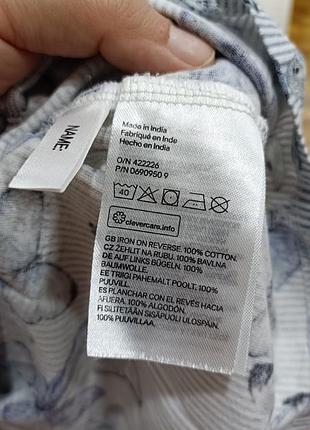 NAME:
Made in India
Fabriqué en Inde
Hecho en India
O/N 422226
P/N 0690950 9
40
clevercare.info
GB IRON ON REVERSE. 100% COTTON.
CZ ŽEHLIT NA RUBU. 100% BAVLNA
DE AUF LINKS BÜGELN. 100%
BAUMWOLLE.
EE TRIIGI PAHEMALT POOLT. 100%
PUUVILL.
ES PLANCHAR CON EL REVÉS HACIA
AFUERA. 100% ALGODÓN.
FI SILITETÄÄN SISÄPUOLI ULOSPÄIN.
100% PUUVILLAA.